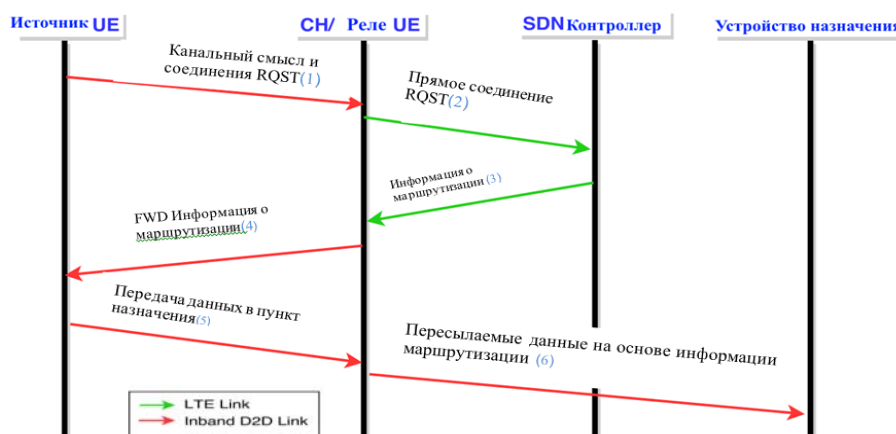 Источник UE
CH/ Реле UE
SDN Контроллер
Устройство назначения
Канальный смысл и
соединения RQST(1)
Прямое соединение
RQST(2)
Информация о
маршрутизации (3)
FWD Информация о
маршрутизации(4)
Передача данных в пункт
назначения(5)
Пересылаемые данные на основе информации
маршрутизации (6)
LTE Link
Inband D2D Link